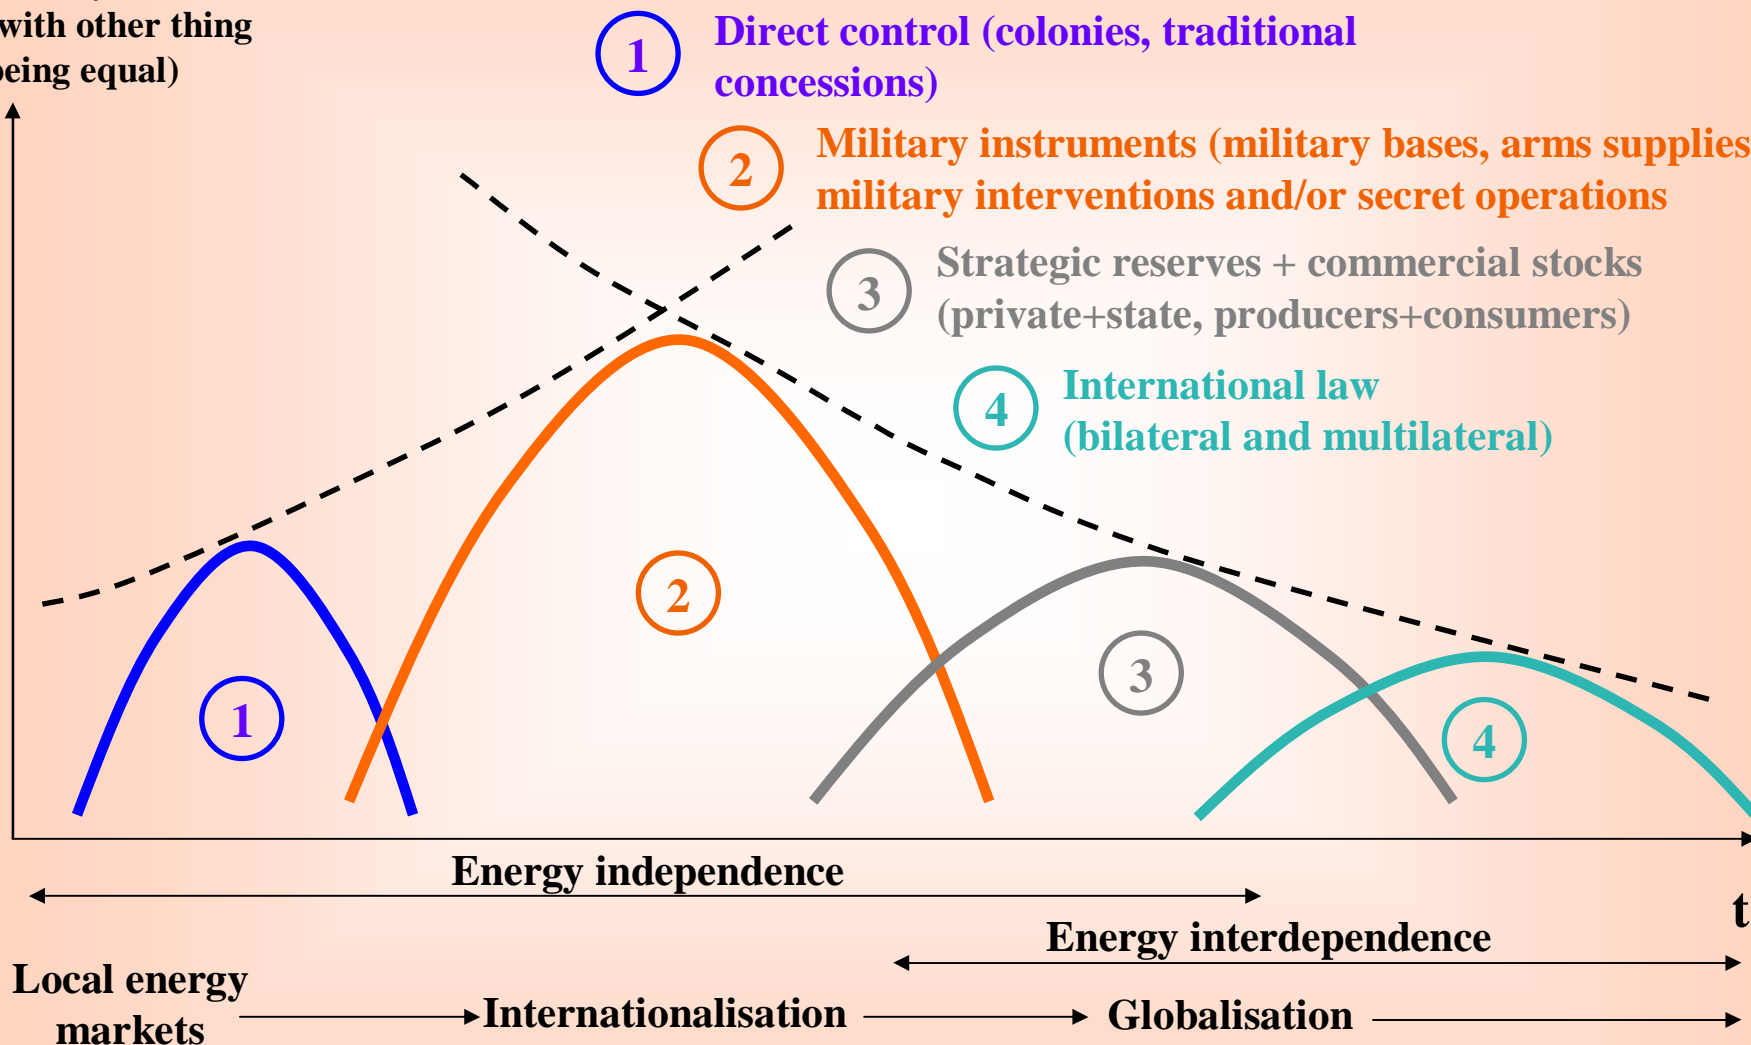 with other thing
being equal)
1
Direct control (colonies, traditional
concessions)
2
Military instruments (military bases, arms supplies
military interventions and/or secret operations
3
Strategic reserves + commercial stocks
(private+state, producers+consumers)
4
International law
(bilateral and multilateral)
2
3
1
4
Energy independence
t
Energy interdependence
Local energy
markets
Internationalisation
Globalisation